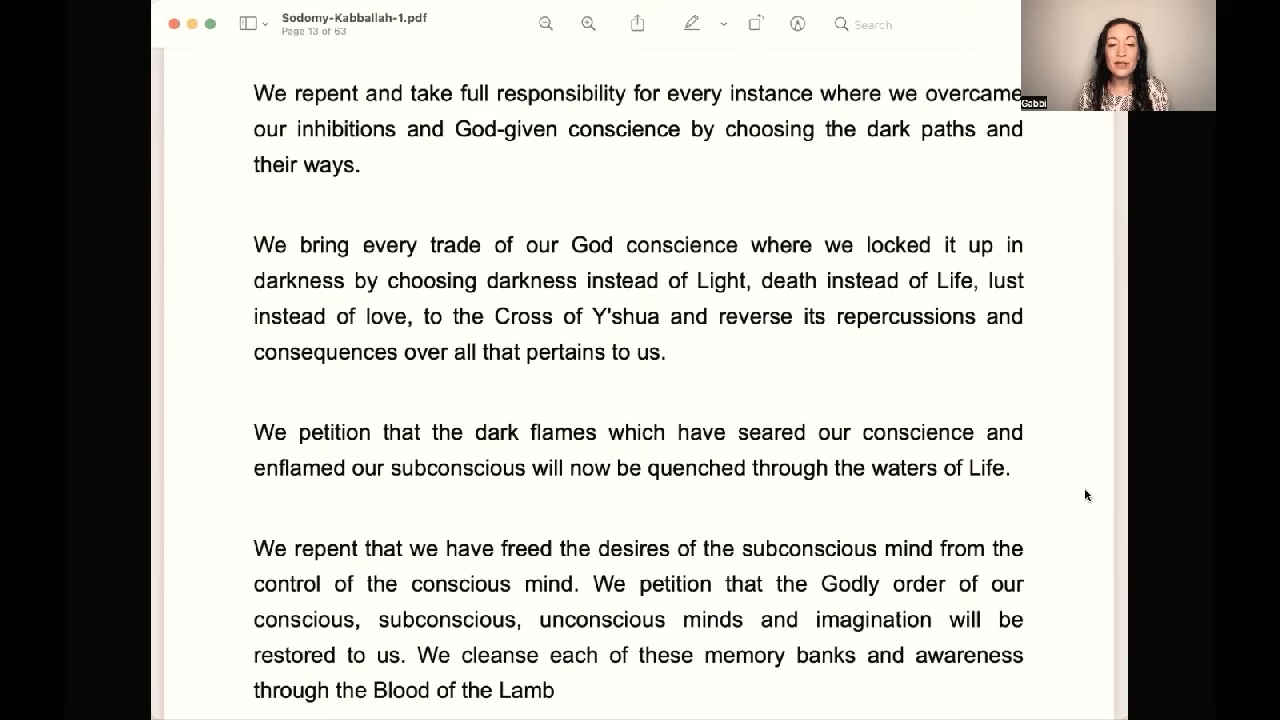 Sodomy-Kabballah-1.pdf
Page 13 of 63
Search
Gabbi
We repent and take full responsibility for every instance where we overcame
our inhibitions and God-given conscience by choosing the dark paths and
their ways.
We bring every trade of our God conscience where we locked it up in
darkness by choosing darkness instead of Light, death instead of Life, lust
instead of love, to the Cross of Y'shua and reverse its repercussions and
consequences over all that pertains to us.
We petition that the dark flames which have seared our conscience and
enflamed our subconscious will now be quenched through the waters of Life.
We repent that we have freed the desires of the subconscious mind from the
control of the conscious mind. We petition that the Godly order of our
conscious, subconscious, unconscious minds and imagination will be
restored to us. We cleanse each of these memory banks and awareness
through the Blood of the Lamb